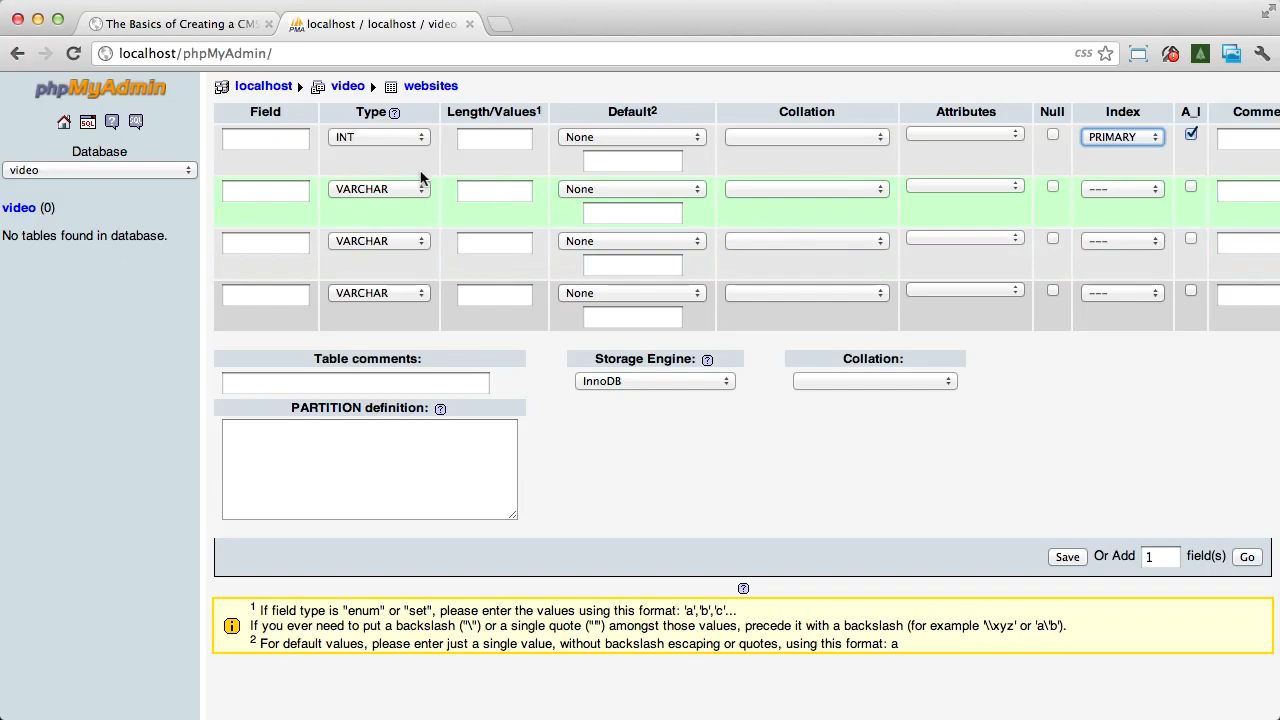 The Basics of Creating a CMS
localhost / localhost / video
PMA
localhost/phpMyAdmin/
CSS
phpMyAdmin
SQL
Database
video
video (0)
No tables found in database.
localhost video websites
Field Type Length/Values1 Default2 Collation Attributes Null Index A_I Comme
INT None PRIMARY
VARCHAR None ---
VARCHAR None ---
VARCHAR None ---
Table comments: Storage Engine: Collation:
InnoDB
PARTITION definition:
Save Or Add 1 field(s) Go
1 If field type is "enum" or "set", please enter the values using this format: 'a','b','c'...
If you ever need to put a backslash ("\") or a single quote ("'") amongst those values, precede it with a backslash (for example '\\xyz' or 'a\'b').
2 For default values, please enter just a single value, without backslash escaping or quotes, using this format: a